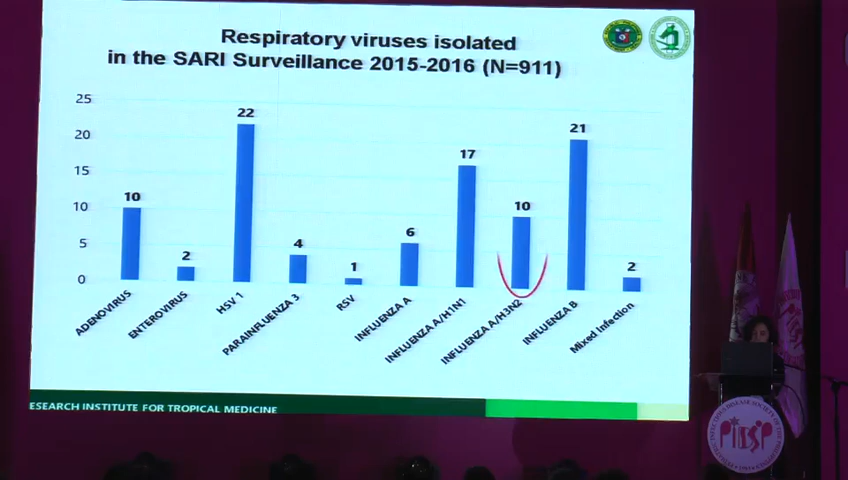 Respiratory viruses isolated
in the SARI Surveillance 2015-2016 (N=911)
25
20
15
10
5
0
10
2
22
4
1
6
17
10
21
2
ADENOVIRUS
ENTEROVIRUS
HSV 1
PARAINFLUENZA 3
RSV
INFLUENZA A
INFLUENZA A/H1N1
INFLUENZA A/H3N2
INFLUENZA B
Mixed Infection
ESEARCH INSTITUTE FOR TROPICAL MEDICINE